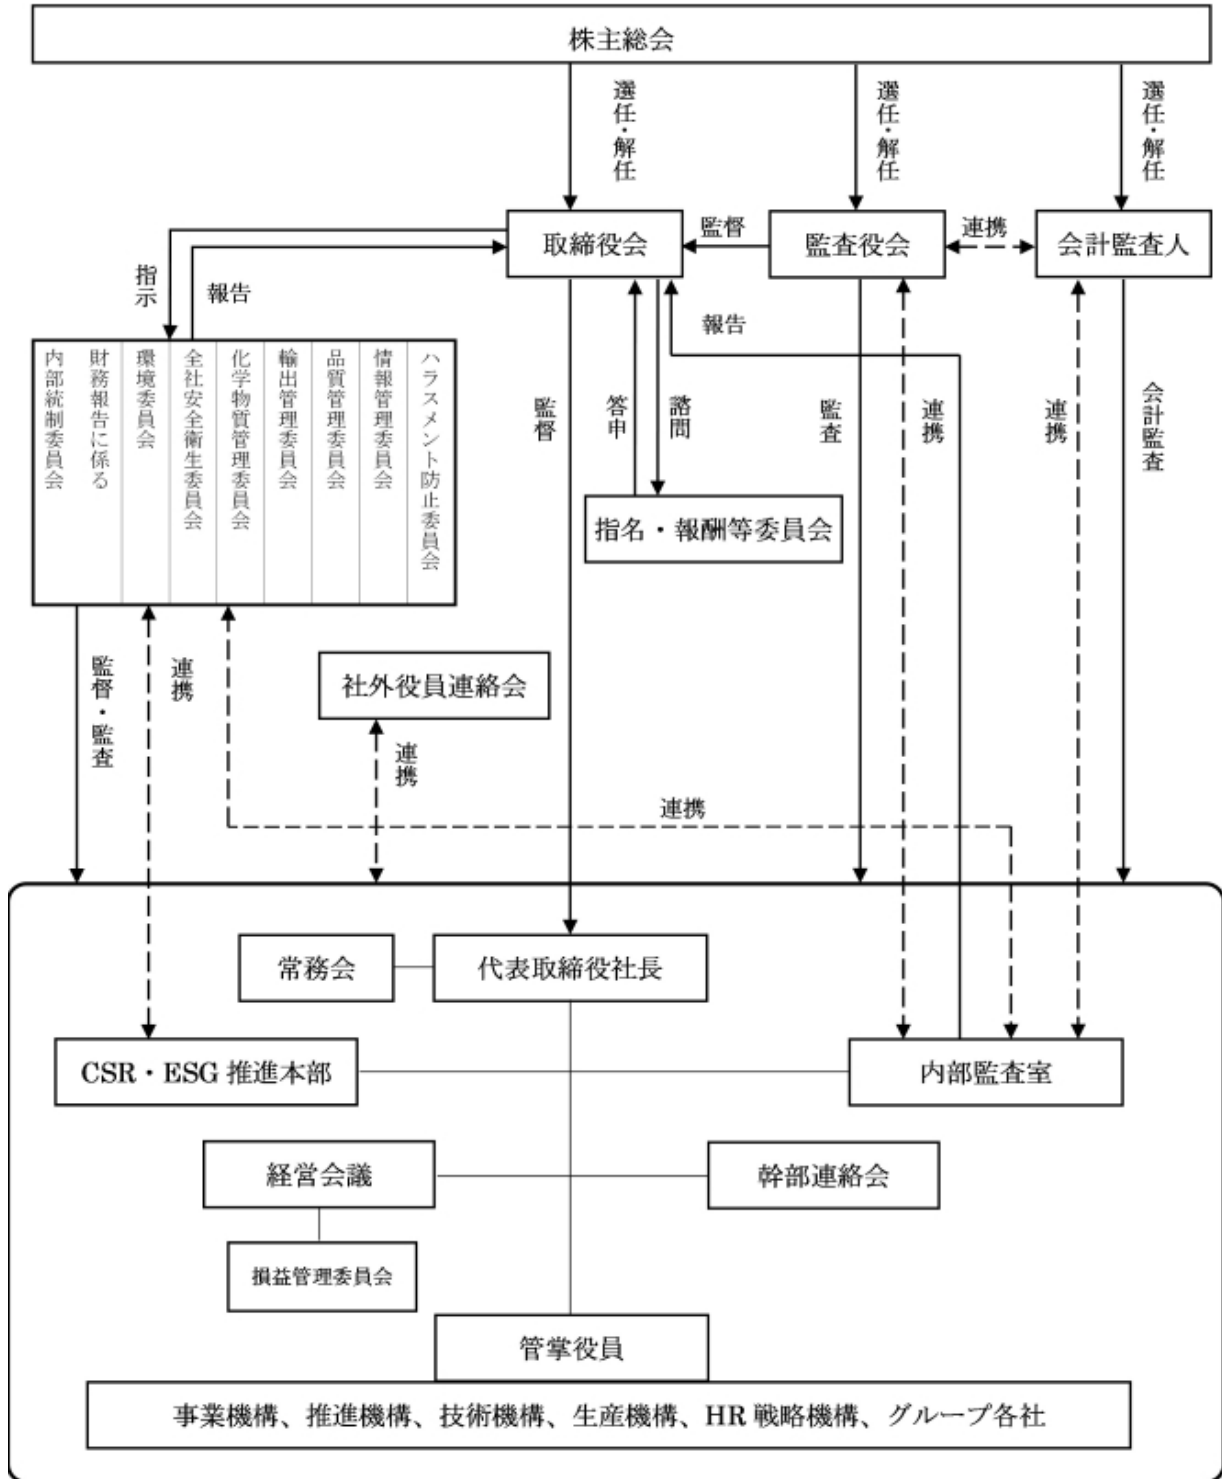 株主総会
選任・解任
選任・解任
選任・解任
取締役会
監督
監査役会
連携
会計監査人
指示
報告
報告
財務報告に係る
内部統制委員会
環境委員会
全社安全衛生委員会
化学物質管理委員会
輸出管理委員会
品質管理委員会
情報管理委員会
ハラスメント防止委員会
監督
答申
諮問
監査
連携
連携
会計監査
指名・報酬等委員会
監督・監査
連携
社外役員連絡会
連携
連携
常務会
代表取締役社長
CSR・ESG 推進本部
内部監査室
経営会議
幹部連絡会
損益管理委員会
管掌役員
事業機構、推進機構、技術機構、生産機構、HR 戦略機構、グループ各社